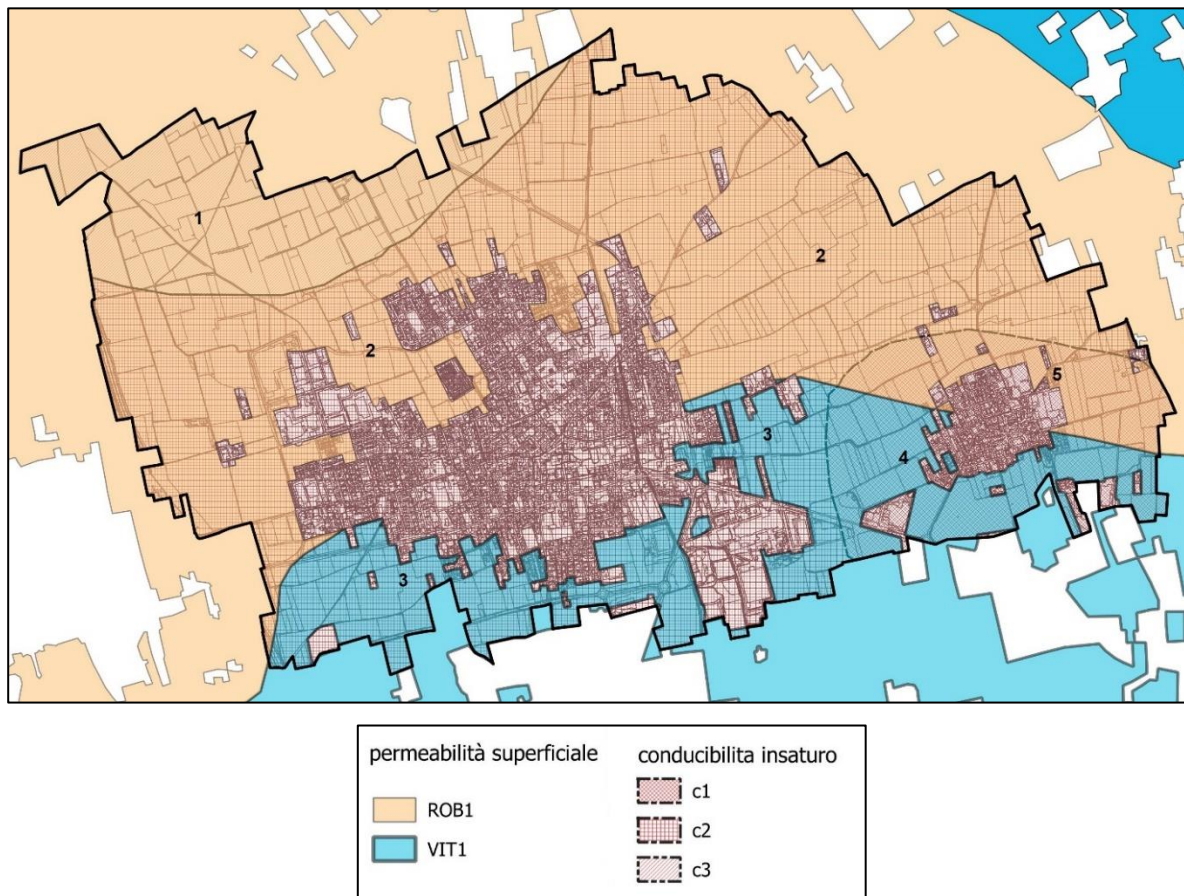 1
2
2
5
3
4
3
permeabilità superficiale
ROB1
VIT1
conducibilita insaturo
c1
c2
c3